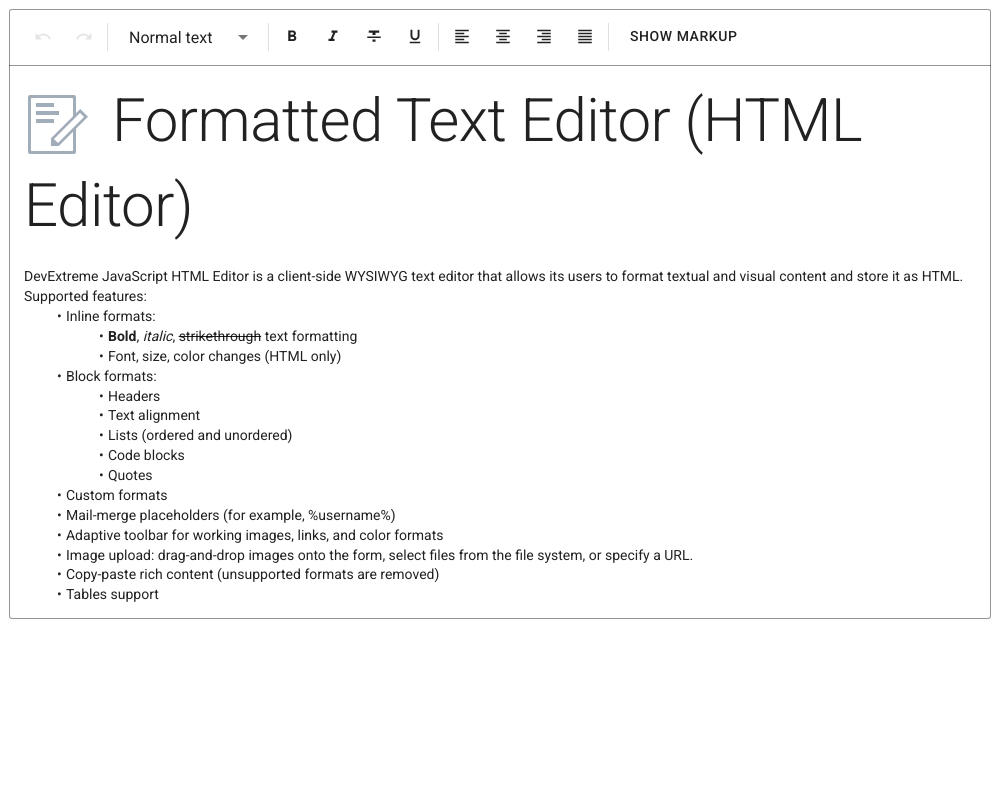 Normal text B I T U SHOW MARKUP
Formatted Text Editor (HTML
Editor)
DevExtreme JavaScript HTML Editor is a client-side WYSIWYG text editor that allows its users to format textual and visual content and store it as HTML.
Supported features:
• Inline formats:
• Bold, italic, strikethrough text formatting
• Font, size, color changes (HTML only)
• Block formats:
• Headers
• Text alignment
• Lists (ordered and unordered)
• Code blocks
• Quotes
• Custom formats
• Mail-merge placeholders (for example, %username%)
• Adaptive toolbar for working images, links, and color formats
• Image upload: drag-and-drop images onto the form, select files from the file system, or specify a URL.
• Copy-paste rich content (unsupported formats are removed)
• Tables support